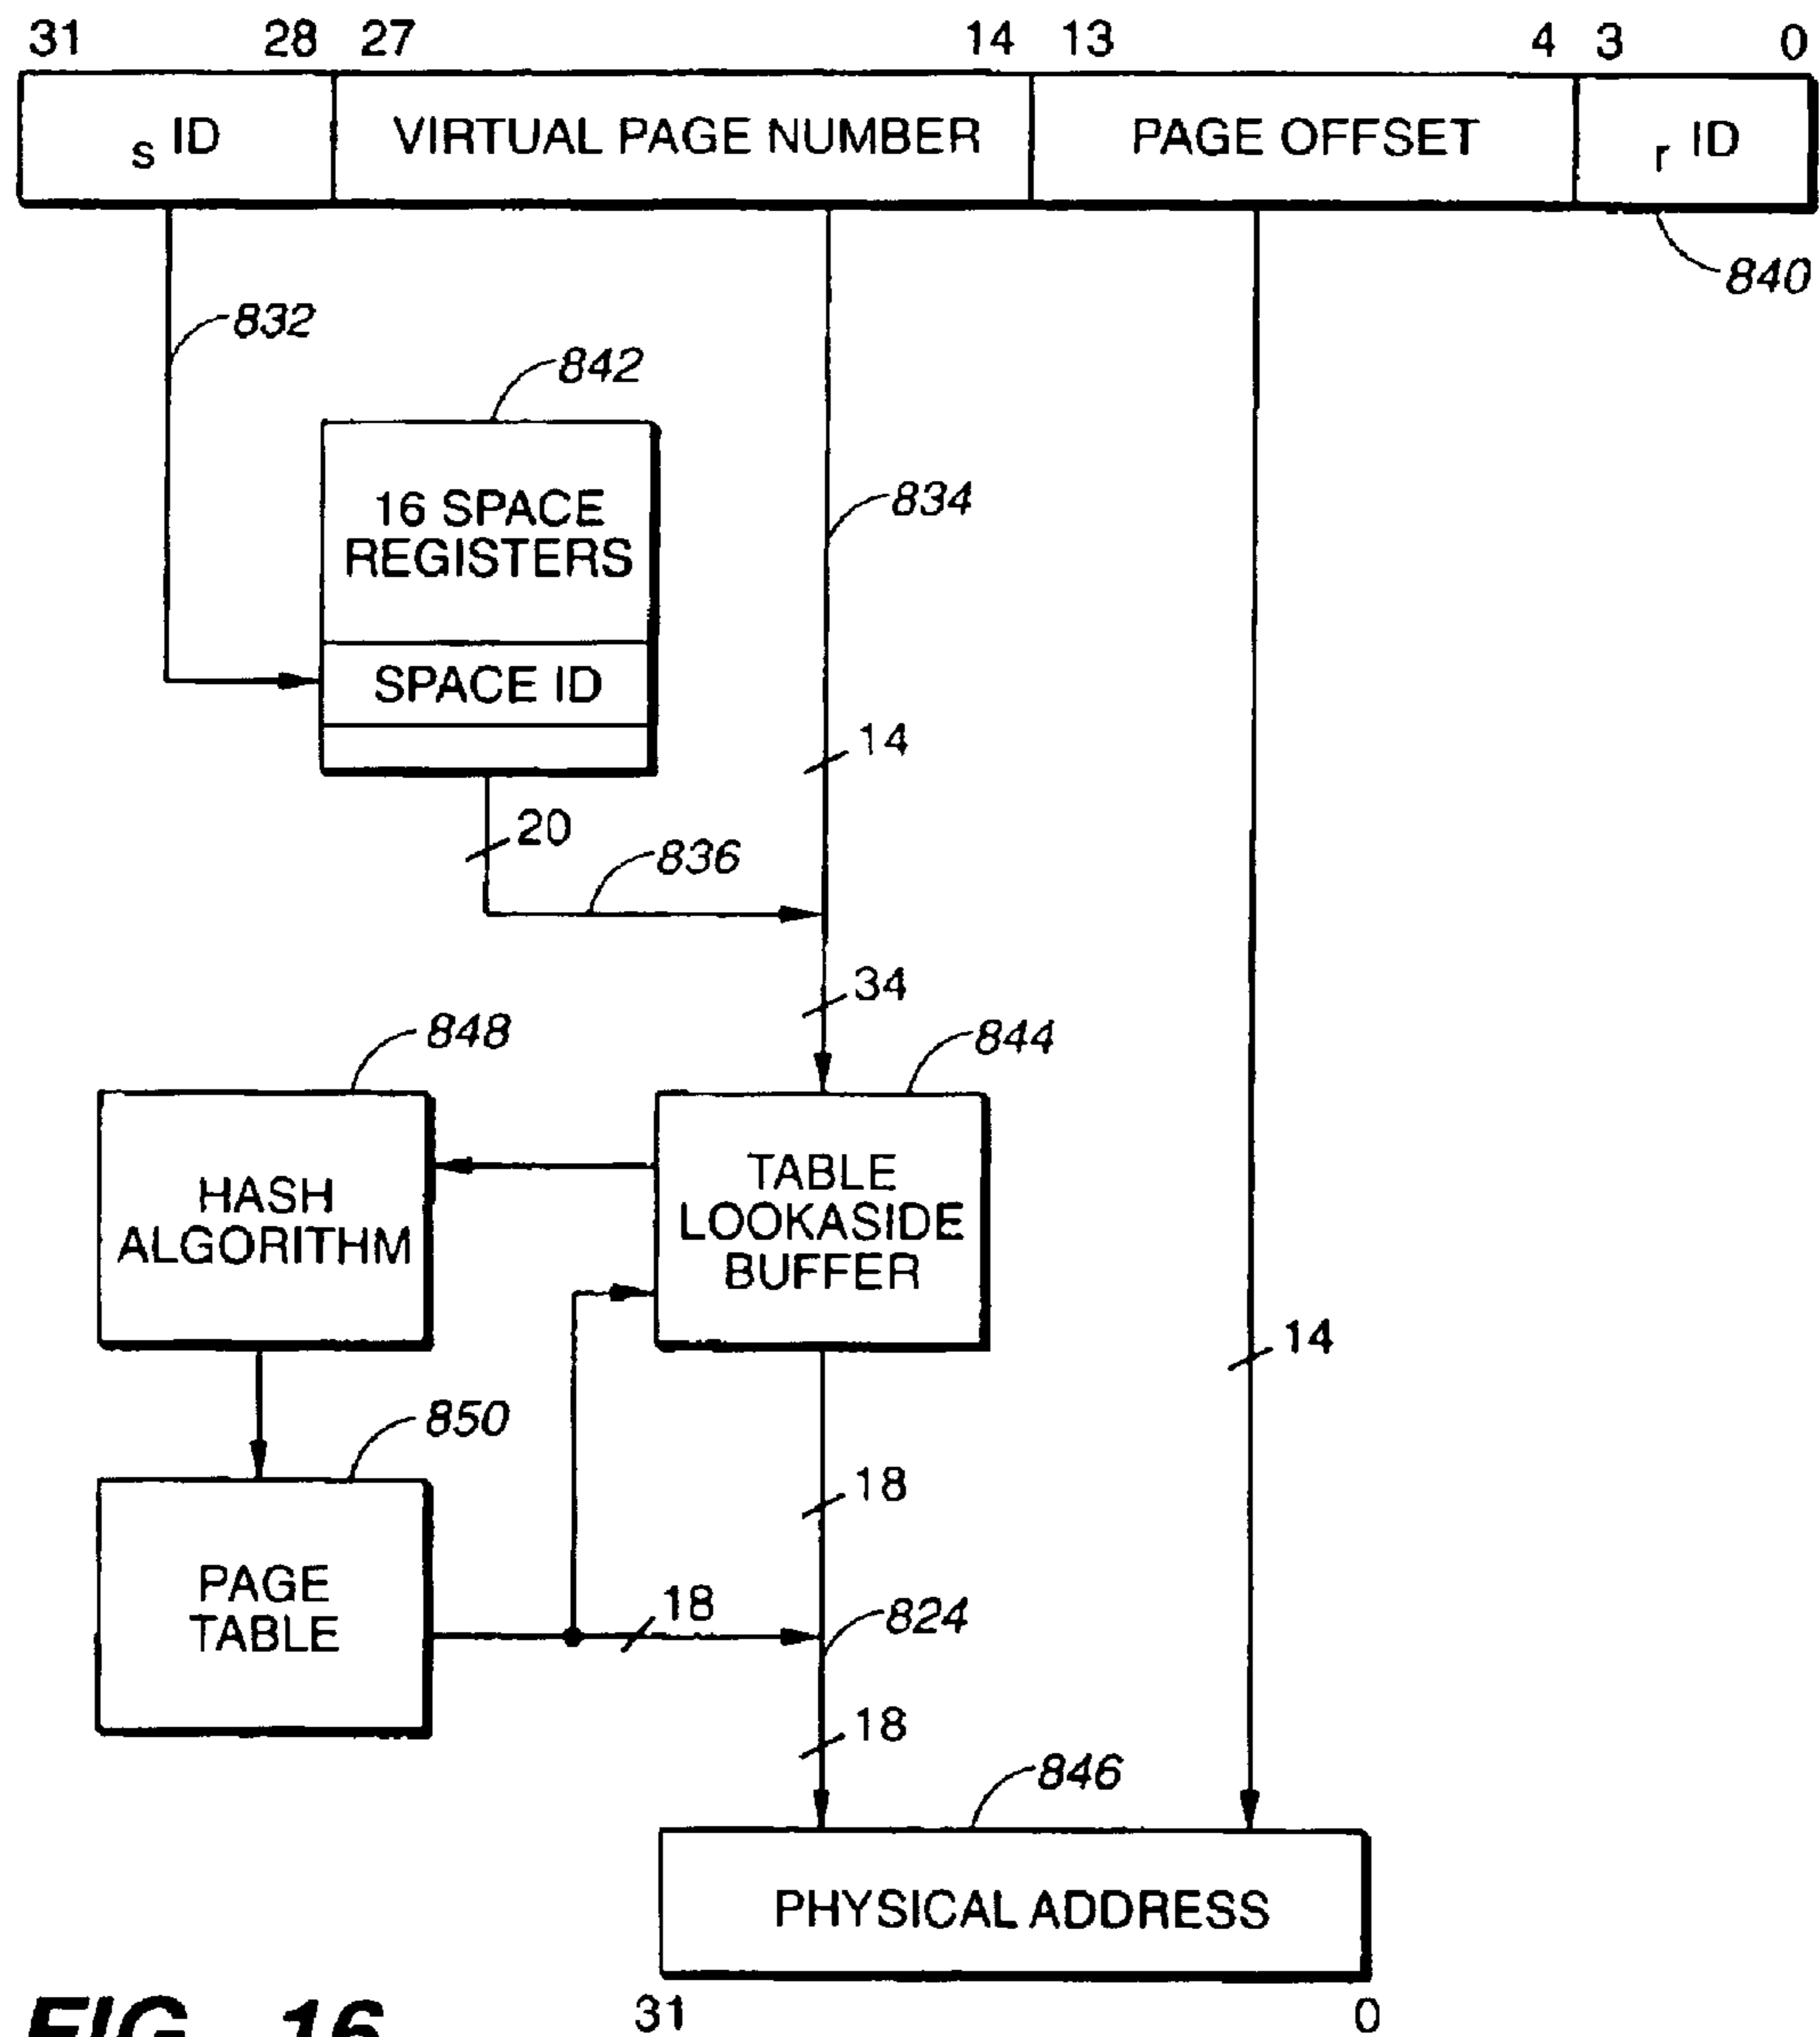 31 28 27 14 13 4 3 0
s ID VIRTUAL PAGE NUMBER PAGE OFFSET r ID
840
832
842
16 SPACE
REGISTERS
834
SPACE ID
14
20
836
34
848
844
HASH
ALGORITHM
TABLE
LOOKASIDE
BUFFER
14
850
18
PAGE
TABLE
18
824
18
846
PHYSICAL ADDRESS
31 0
FIG. 16